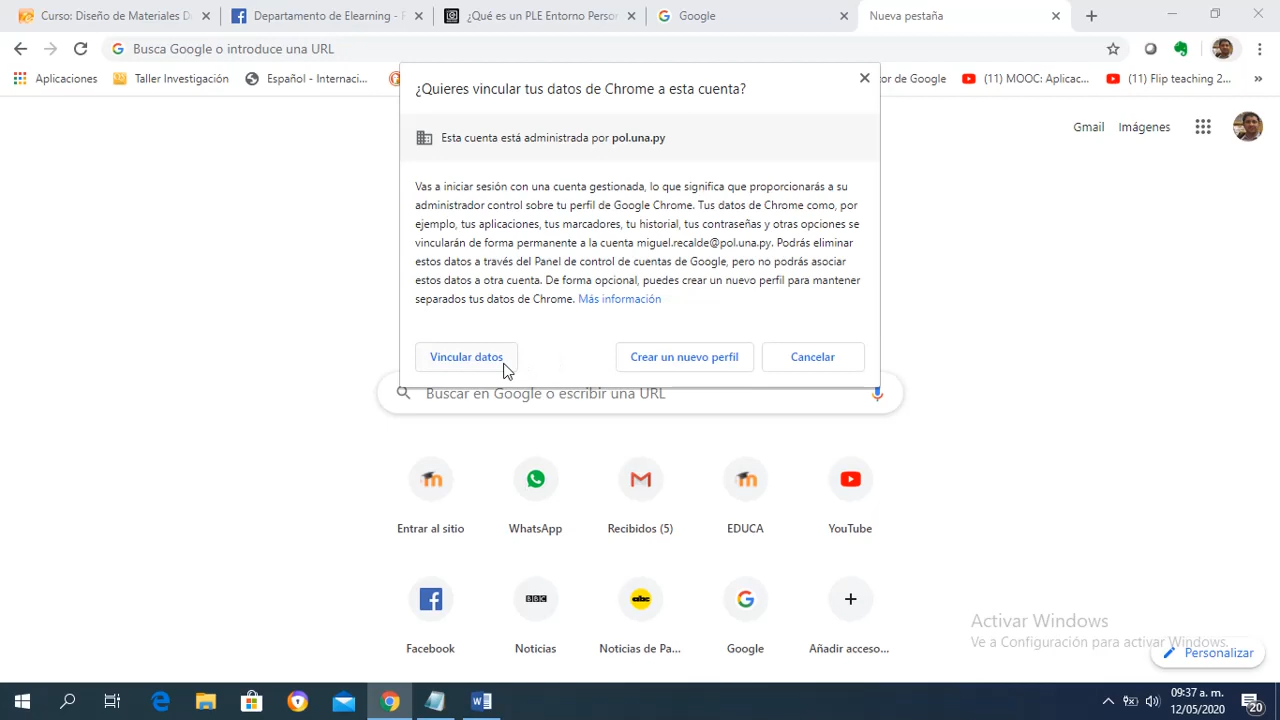 Curso: Diseño de Materiales D
Departamento de Elearning - F
¿Qué es un PLE Entorno Person
Google
Nueva pestaña
Busca Google o introduce una URL
Aplicaciones
Taller Investigación
Español - Internaci...
or de Google
(11) MOOC: Aplicac...
(11) Flip teaching 2...
»
¿Quieres vincular tus datos de Chrome a esta cuenta?
Esta cuenta está administrada por pol.una.py
Vas a iniciar sesión con una cuenta gestionada, lo que significa que proporcionarás a su
administrador control sobre tu perfil de Google Chrome. Tus datos de Chrome como, por
ejemplo, tus aplicaciones, tus marcadores, tu historial, tus contraseñas y otras opciones se
vincularán de forma permanente a la cuenta miguel.recalde@pol.una.py. Podrás eliminar
estos datos a través del Panel de control de cuentas de Google, pero no podrás asociar
estos datos a otra cuenta. De forma opcional, puedes crear un nuevo perfil para mantener
separados tus datos de Chrome. Más información
Vincular datos
Crear un nuevo perfil
Cancelar
Gmail
Imágenes
Buscar en Google o escribir una URL
Entrar al sitio
WhatsApp
Recibidos (5)
EDUCA
YouTube
BBC
abc
Facebook
Noticias
Noticias de Pa...
Google
Añadir acceso...
Activar Windows
Ve a Configuración para activar Windows.
Personalizar
09:37 a. m.
12/05/2020
20